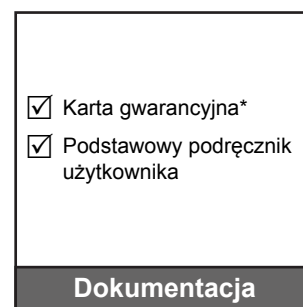 Karta gwarancyjna*
Podstawowy podręcznik
użytkownika
Dokumentacja